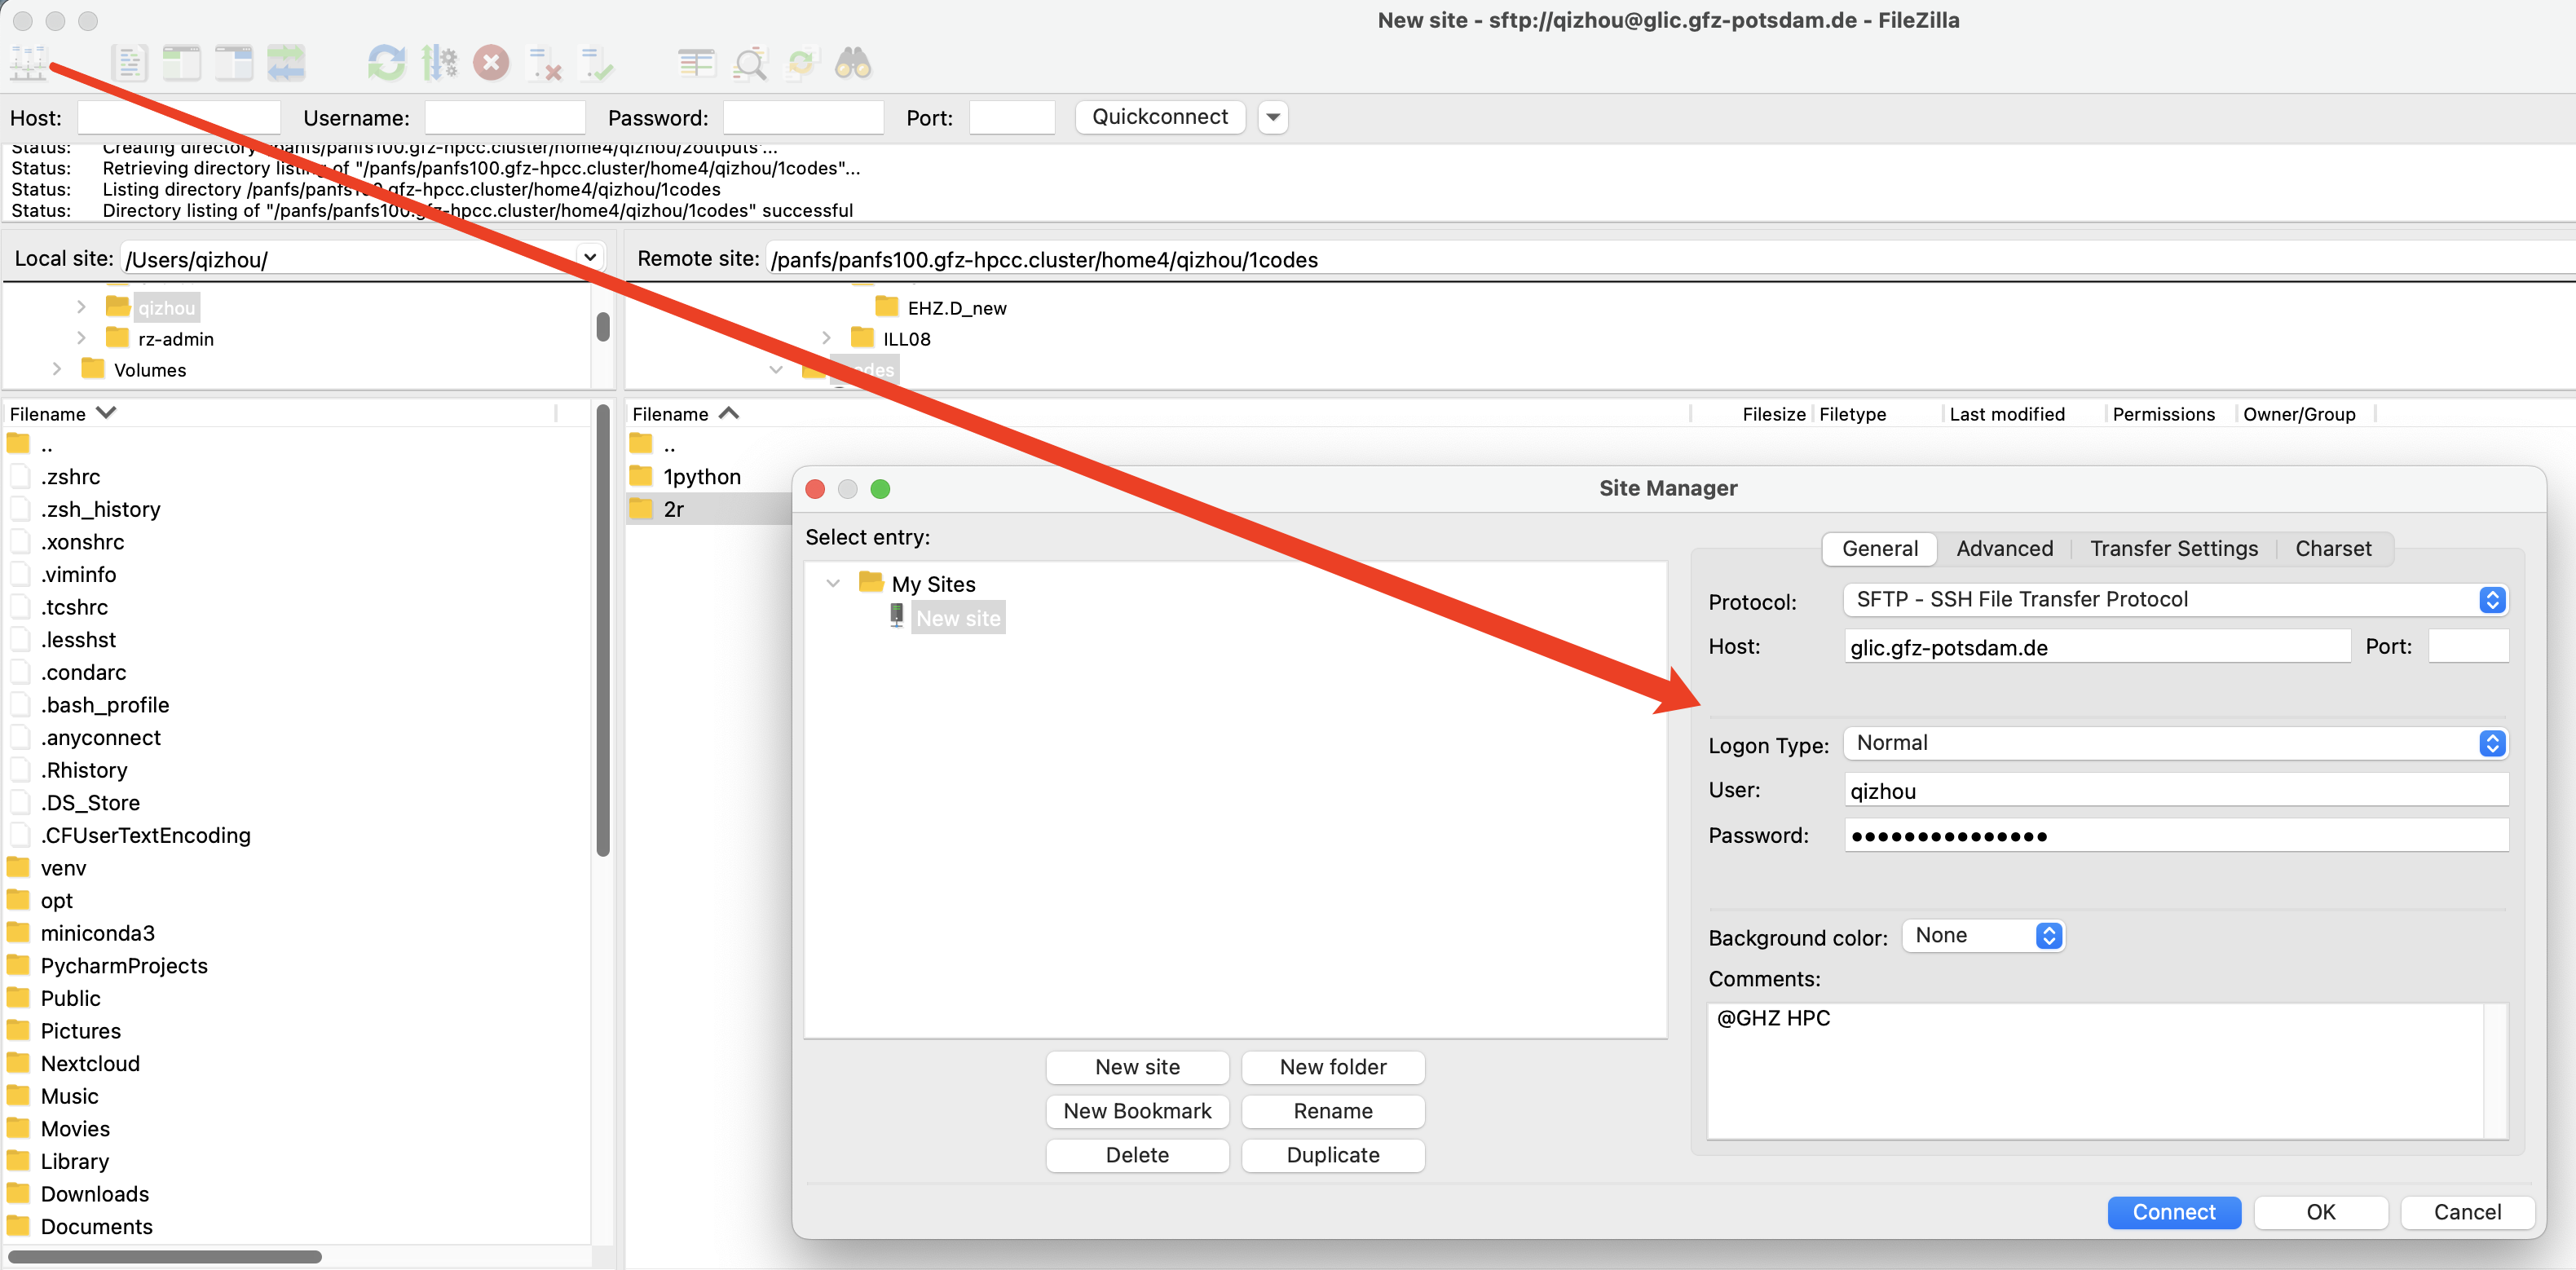 New site - sftp://qizhou@glic.gfz-potsdam.de - FileZilla
Host: Username: Password: Port: Quickconnect
Status: Creating directory "/panfs/panfs100.gfz-hpcc.cluster/home4/qizhou/2outputs"...
Status: Retrieving directory listing of "/panfs/panfs100.gfz-hpcc.cluster/home4/qizhou/1codes"...
Status: Listing directory /panfs/panfs100.gfz-hpcc.cluster/home4/qizhou/1codes
Status: Directory listing of "/panfs/panfs100.gfz-hpcc.cluster/home4/qizhou/1codes" successful
Local site: /Users/qizhou/
qizhou
rz-admin
Volumes
Filename
..
.zshrc
.zsh_history
.xonshrc
.viminfo
.tcshrc
.lesshst
.condarc
.bash_profile
.anyconnect
.Rhistory
.DS_Store
.CFUserTextEncoding
venv
opt
miniconda3
PycharmProjects
Public
Pictures
Nextcloud
Music
Movies
Library
Downloads
Documents
Remote site: /panfs/panfs100.gfz-hpcc.cluster/home4/qizhou/1codes
EHZ.D_new
ILL08
1codes
Filename Filesize Filetype Last modified Permissions Owner/Group
..
1python
2r
Site Manager
Select entry:
My Sites
New site
New site New folder
New Bookmark Rename
Delete Duplicate
General Advanced Transfer Settings Charset
Protocol: SFTP - SSH File Transfer Protocol
Host: glic.gfz-potsdam.de Port:
Logon Type: Normal
User: qizhou
Password: ●●●●●●●●●●●●●●●
Background color: None
Comments:
@GHZ HPC
Connect OK Cancel